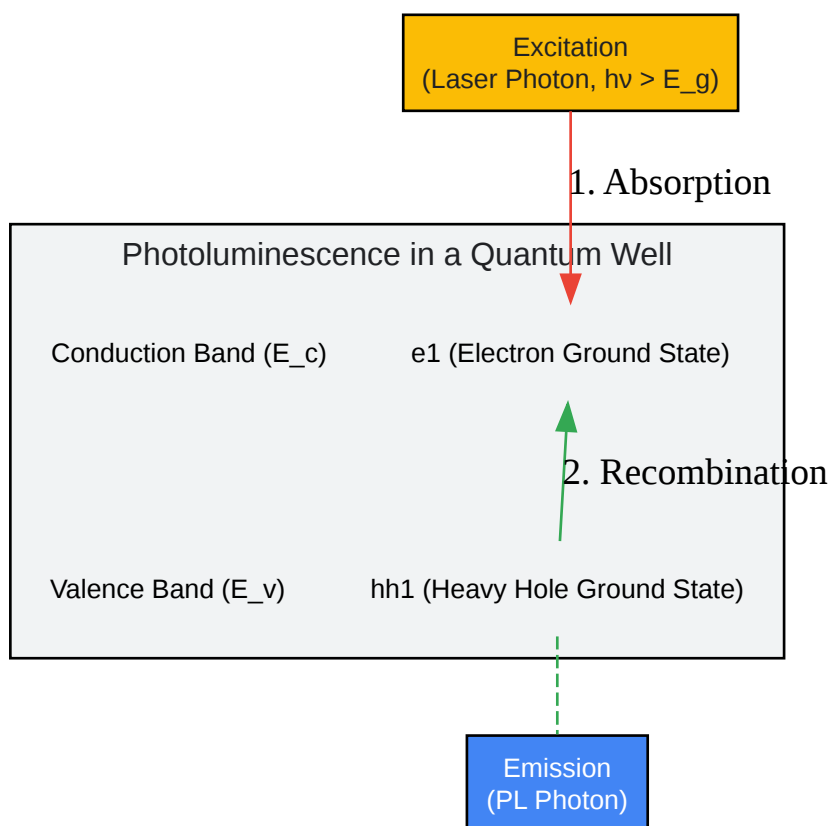 Excitation
(Laser Photon, hν > E_g)
1. Absorption
Photoluminescence in a Quantum Well
Conduction Band (E_c)
e1 (Electron Ground State)
2. Recombination
Valence Band (E_v)
hh1 (Heavy Hole Ground State)
Emission
(PL Photon)